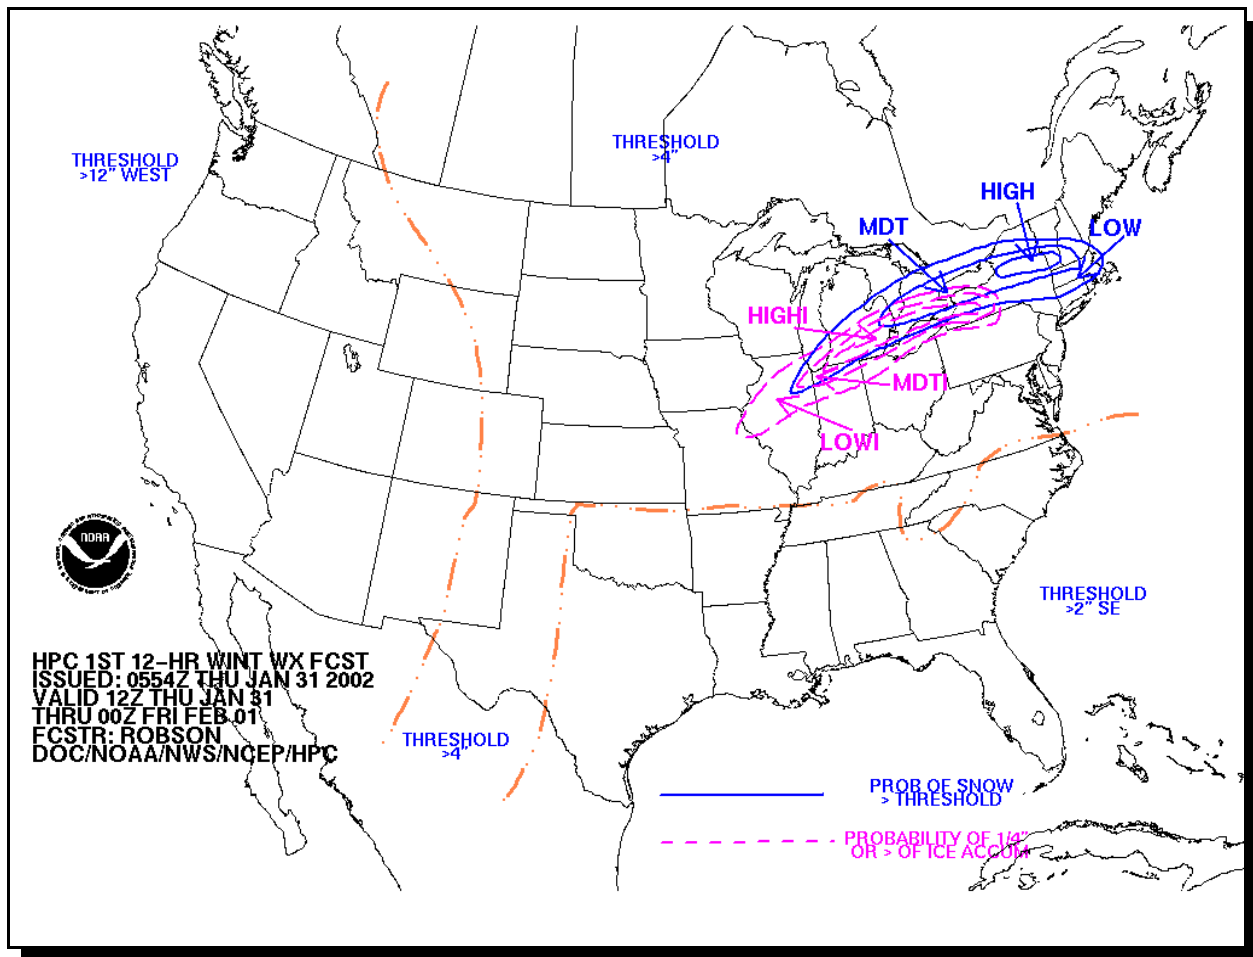 THRESHOLD
>12" WEST
THRESHOLD
>4"
HIGH
MDT
LOW
HIGHI
MDTI
LOWI
NOAA
THRESHOLD
>2" SE
HPC 1ST 12-HR WINT WX FCST
ISSUED: 0554Z THU JAN 31 2002
VALID 12Z THU JAN 31
THRU 00Z FRI FEB 01
FCSTR: ROBSON
DOC/NOAA/NWS/NCEP/HPC
THRESHOLD
>4"
PROB OF SNOW
> THRESHOLD
PROBABILITY OF 1/4"
OR > OF ICE ACCUM